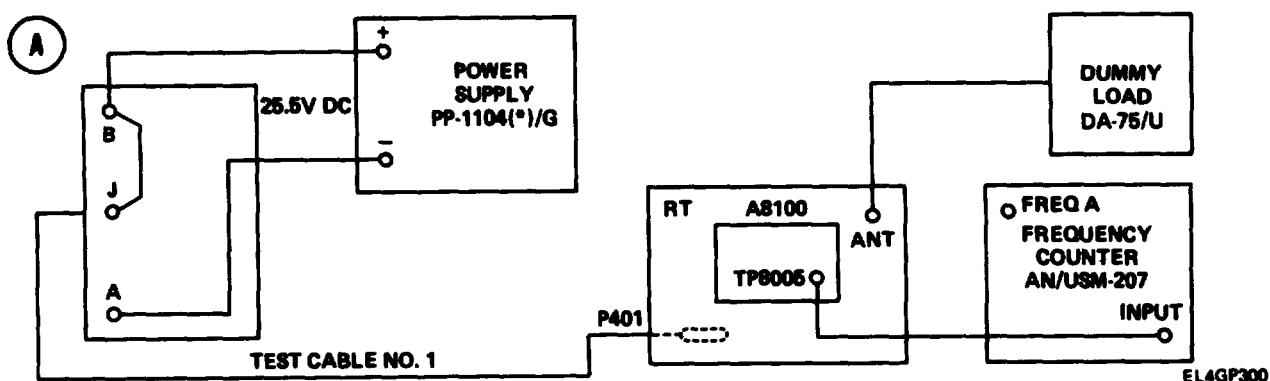 A
+
POWER
SUPPLY
PP-1104(*)/G
25.5V DC
−
B
J
A
TEST CABLE NO. 1
P401
RT
A8100
TP8005
ANT
DUMMY
LOAD
DA-75/U
FREQ A
FREQUENCY
COUNTER
AN/USM-207
INPUT
EL4GP300